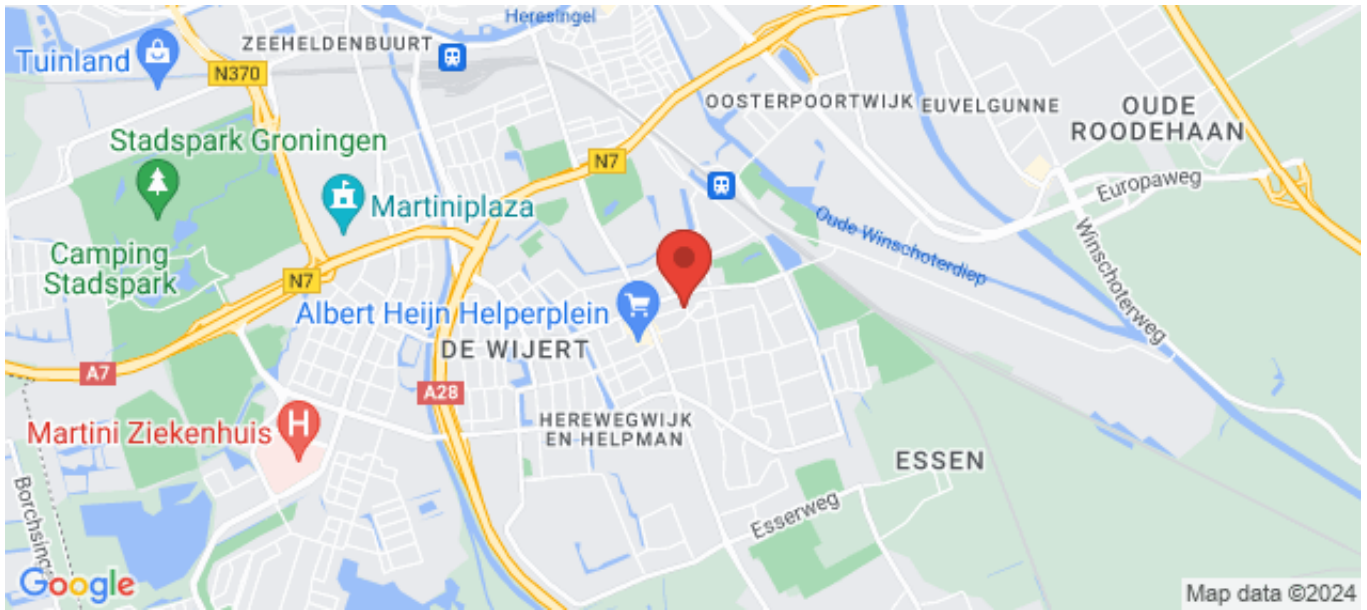 Heresingel
ZEEHELDENBUURT
Tuinland
N370
OOSTERPOORTWIJK
EUVELGUNNE
OUDE
ROODEHAAN
Stadspark Groningen
N7
Europaweg
Martiniplaza
Oude Winschoterdiep
Winschoterweg
Camping
Stadspark
N7
Albert Heijn Helperplein
DE WIJERT
A7
A28
HEREWEGWIJK
EN HELPMAN
Martini Ziekenhuis
H
ESSEN
Esserweg
Borchsing
Google
Map data ©2024